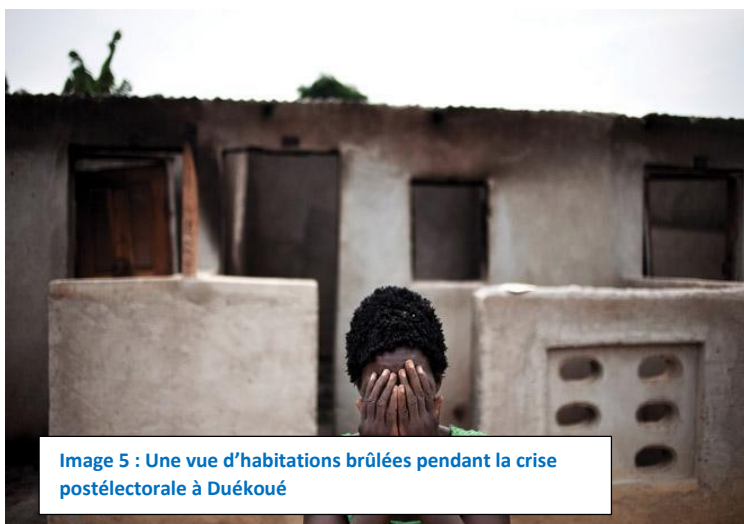 Image 5 : Une vue d’habitations brûlées pendant la crise
postélectorale à Duékoué